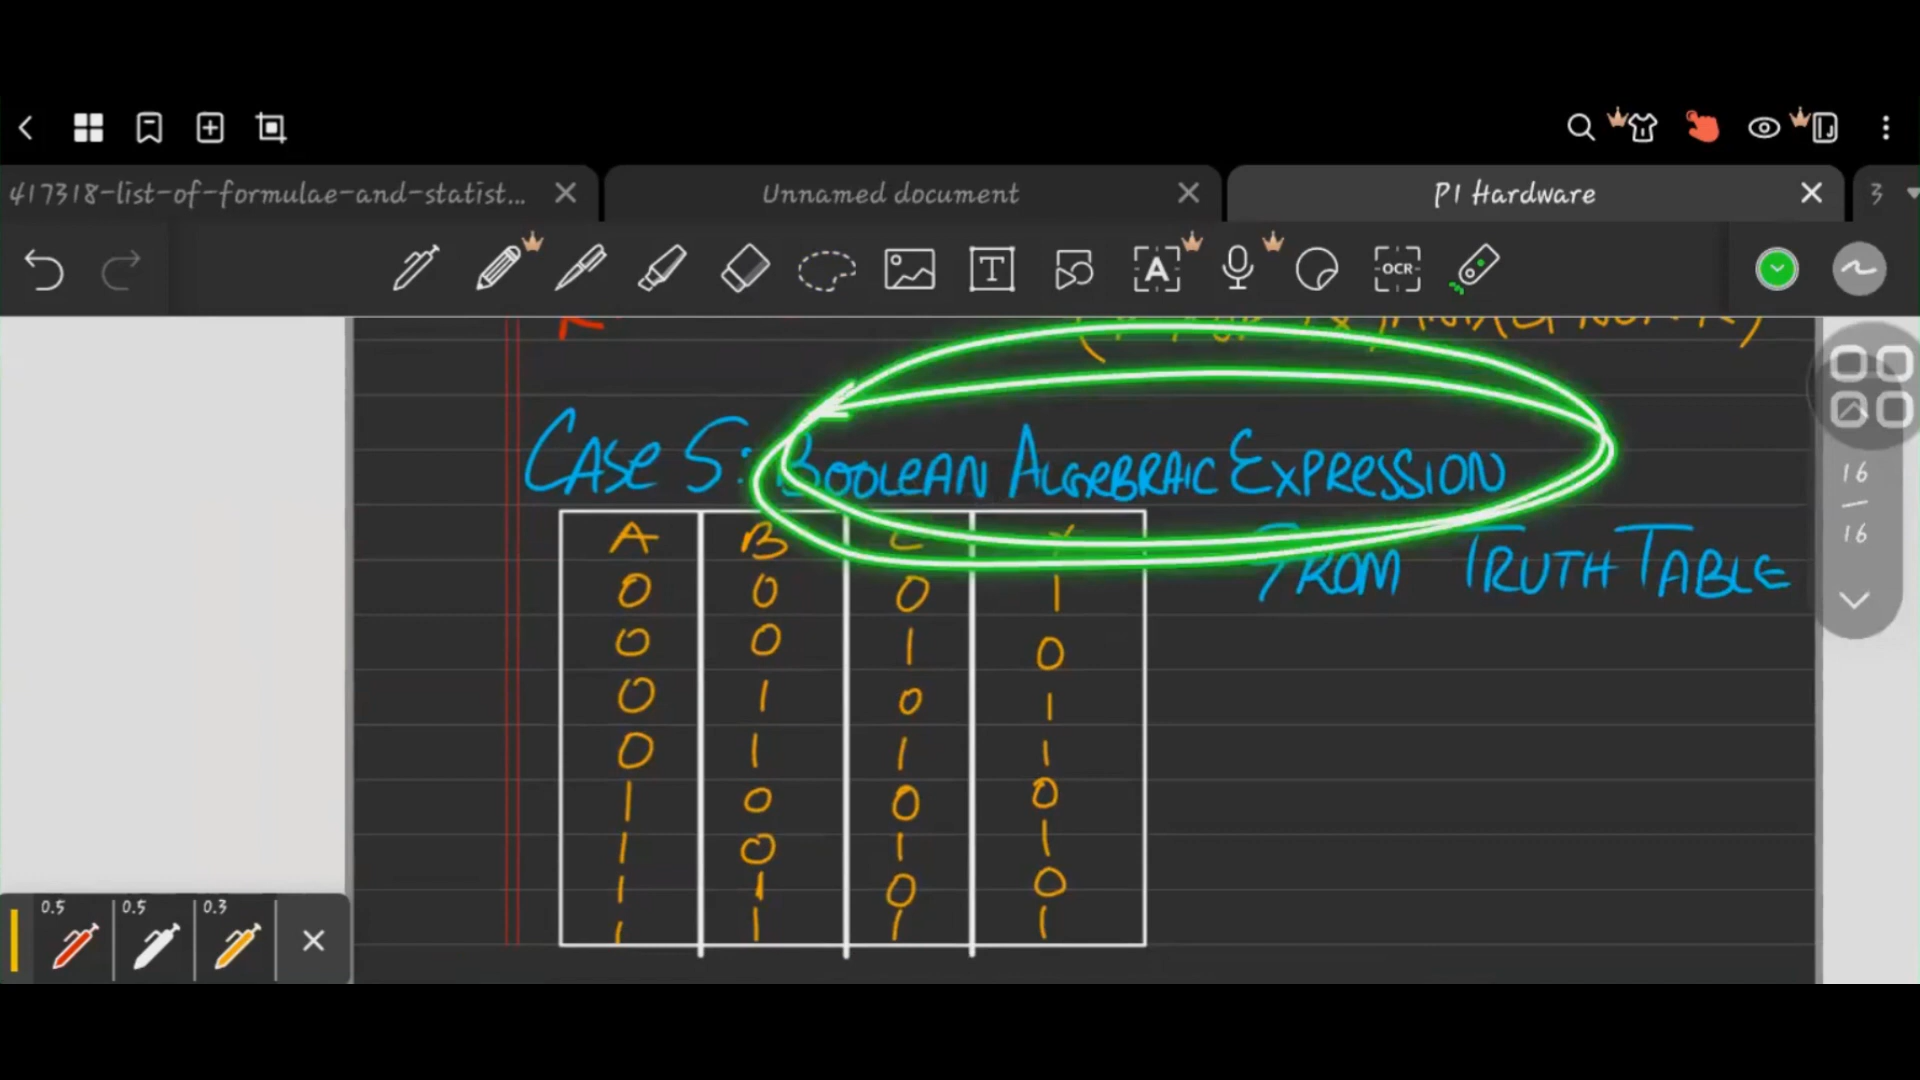 417318-list-of-formulae-and-statist...
Unnamed document
P1 Hardware
3
T
A
OCR
CASE 5: BOOLEAN ALGEBRAIC EXPRESSION
FROM TRUTH TABLE
A B C
0 0 0 1
0 0 1 0
0 1 0 1
0 1 1 1
1 0 0 0
1 0 1 1
1 1 0 0
1 1 1 1
16
16
0.5 0.5 0.3